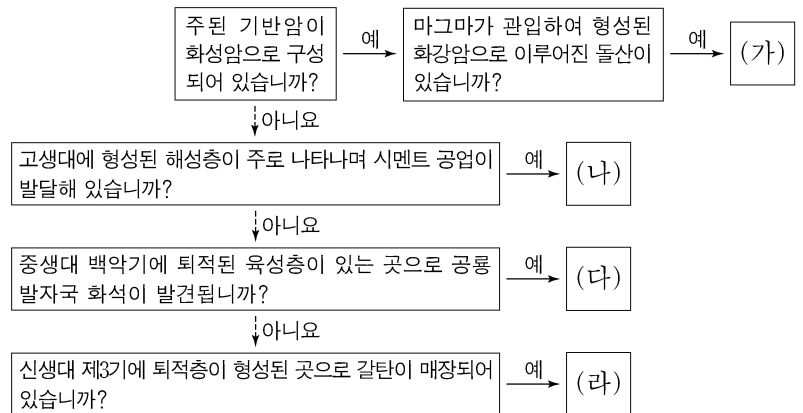 주된 기반암이
화성암으로 구성
되어 있습니까?
예
마그마가 관입하여 형성된
화강암으로 이루어진 돌산이
있습니까?
예
(가)
아니요
고생대에 형성된 해성층이 주로 나타나며 시멘트 공업이
발달해 있습니까?
예
(나)
아니요
중생대 백악기에 퇴적된 육성층이 있는 곳으로 공룡
발자국 화석이 발견됩니까?
예
(다)
아니요
신생대 제3기에 퇴적층이 형성된 곳으로 갈탄이 매장되어
있습니까?
예
(라)